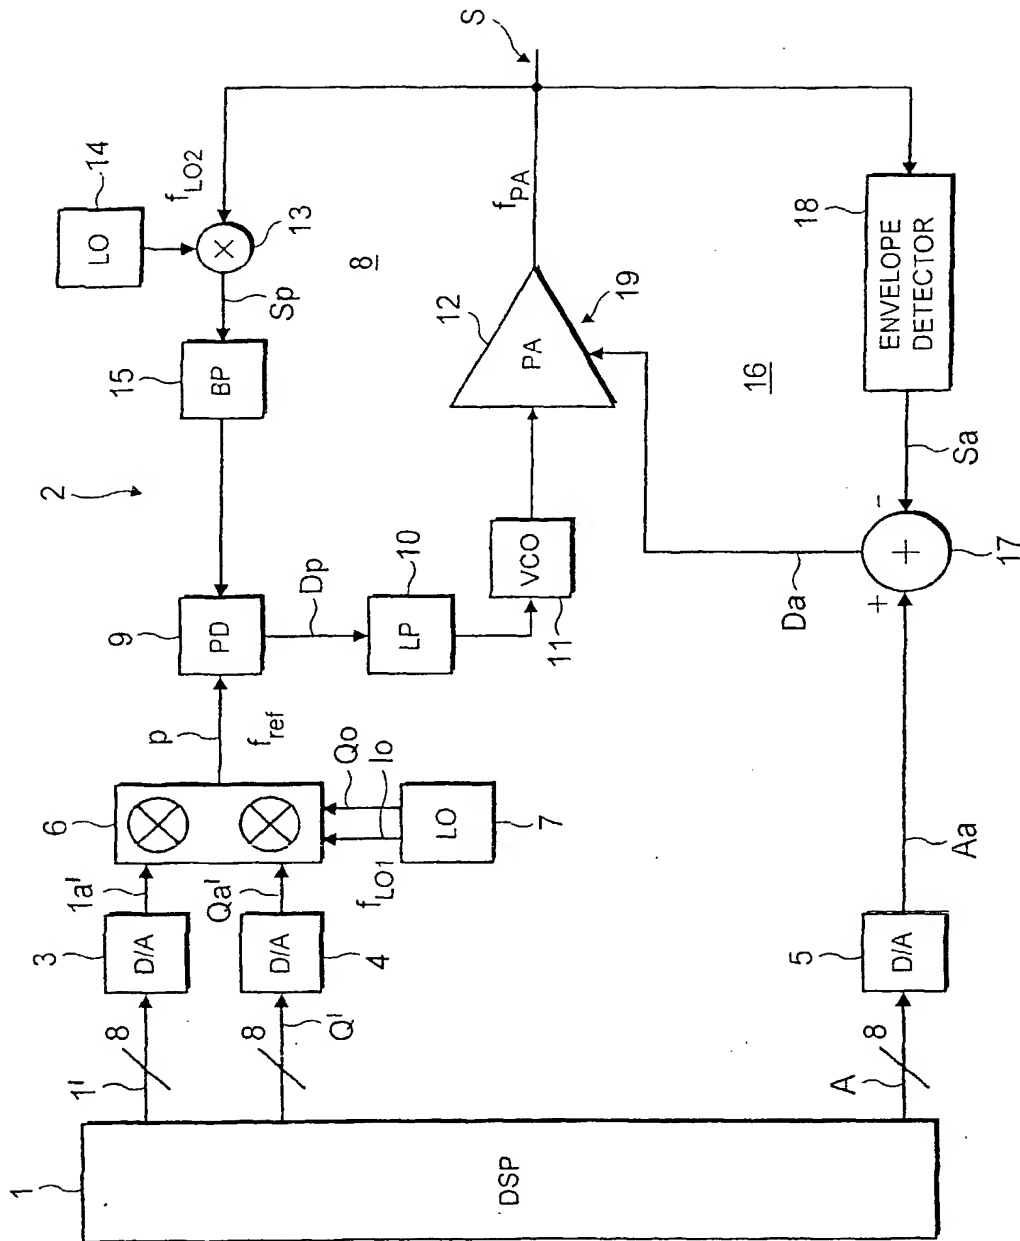 1
DSP
1'
8
Q'
8
A
8
3
D/A
4
D/A
5
D/A
1a'
Qa'
Aa
6
f_LO1
Qo
Io
LO
7
p
f_ref
9
PD
Dp
LP
10
VCO
11
2
15
BP
Sp
LO
14
f_LO2
13
8
12
PA
19
f_PA
S
16
18
ENVELOPE
DETECTOR
Sa
-
+
+
17
Da